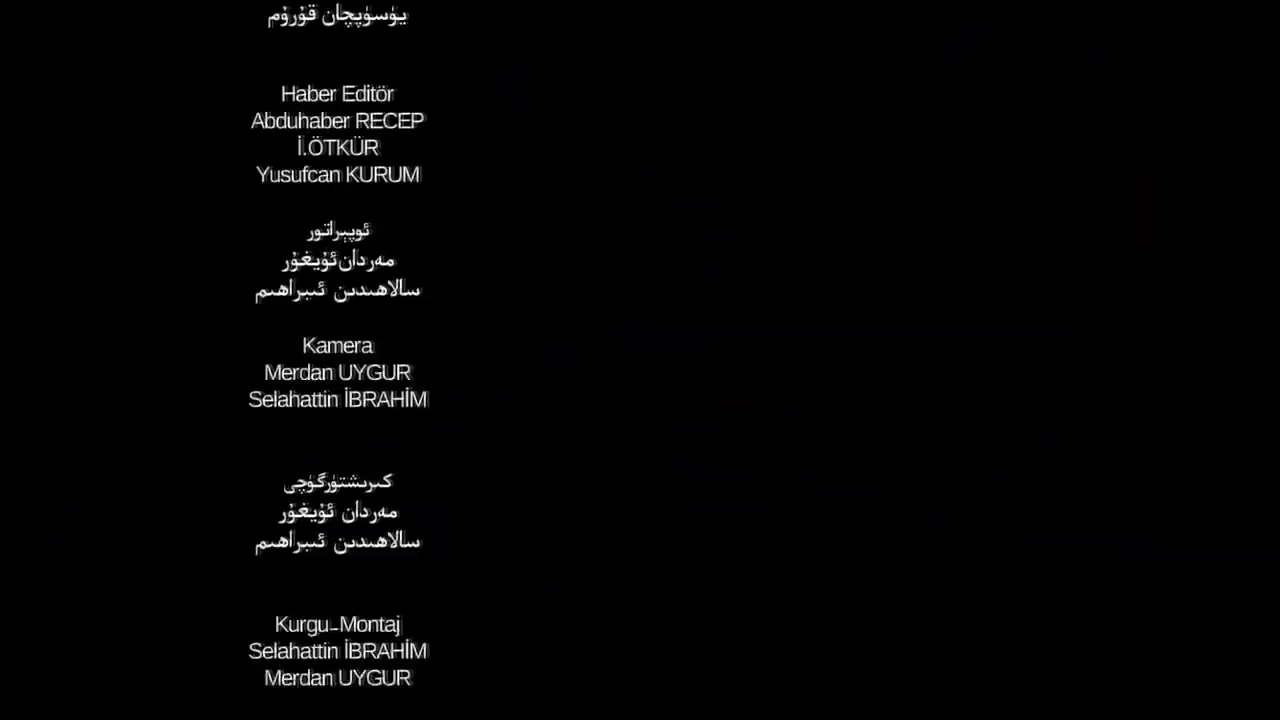 يۈسۈپجان قۇرۇم
Haber Editör
Abduhaber RECEP
İ.ÖTKÜR
Yusufcan KURUM
ئوپېراتور
مەردان ئۇيغۇر
سالاھىدىن ئىبراھىم
Kamera
Merdan UYGUR
Selahattin İBRAHİM
كىرىشتۈرگۈچى
مەردان ئۇيغۇر
سالاھىدىن ئىبراھىم
Kurgu-Montaj
Selahattin İBRAHİM
Merdan UYGUR